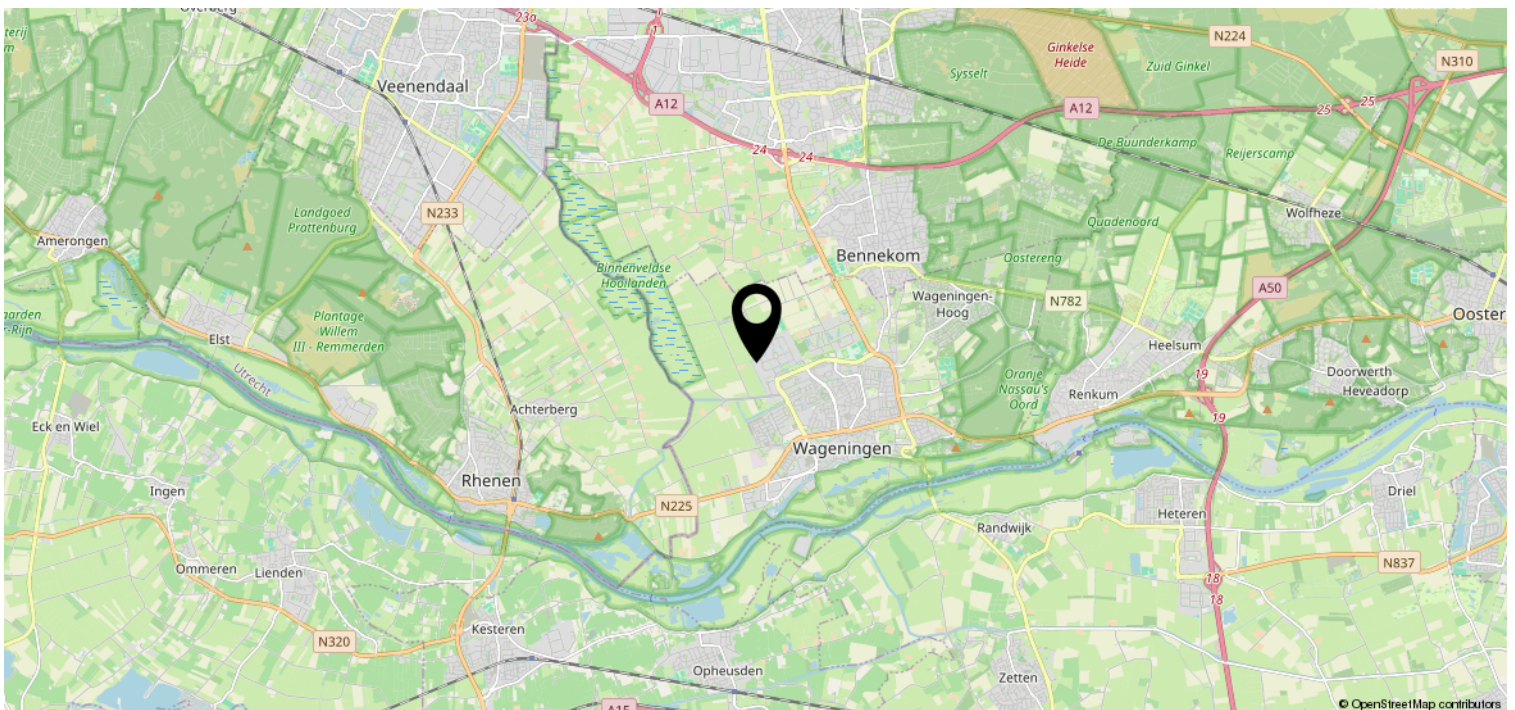 Overberg
23a
1
N224
Ginkelse
Heide
Sysselt
Zuid Ginkel
N310
Veenendaal
A12
A12
25
25
24
24
De Buunderkamp
Reijerscamp
Landgoed
Prattenburg
N233
Amerongen
Quadenoord
Wolfheze
Bennekom
Oostereng
Binnenveldse
Hooilanden
A50
N782
Wageningen-
Hoog
Plantage
Willem
III - Remmerden
Elst
Ooster
Heelsum
Utrecht
Oranje
Nassau's
Oord
19
Doorwerth
Heveadorp
Renkum
Achterberg
19
Eck en Wiel
Wageningen
Rhenen
Ingen
N225
Driel
Heteren
Randwijk
Ommeren
Lienden
N837
18
18
Kesteren
N320
Opheusden
Zetten
A15
© OpenStreetMap contributors